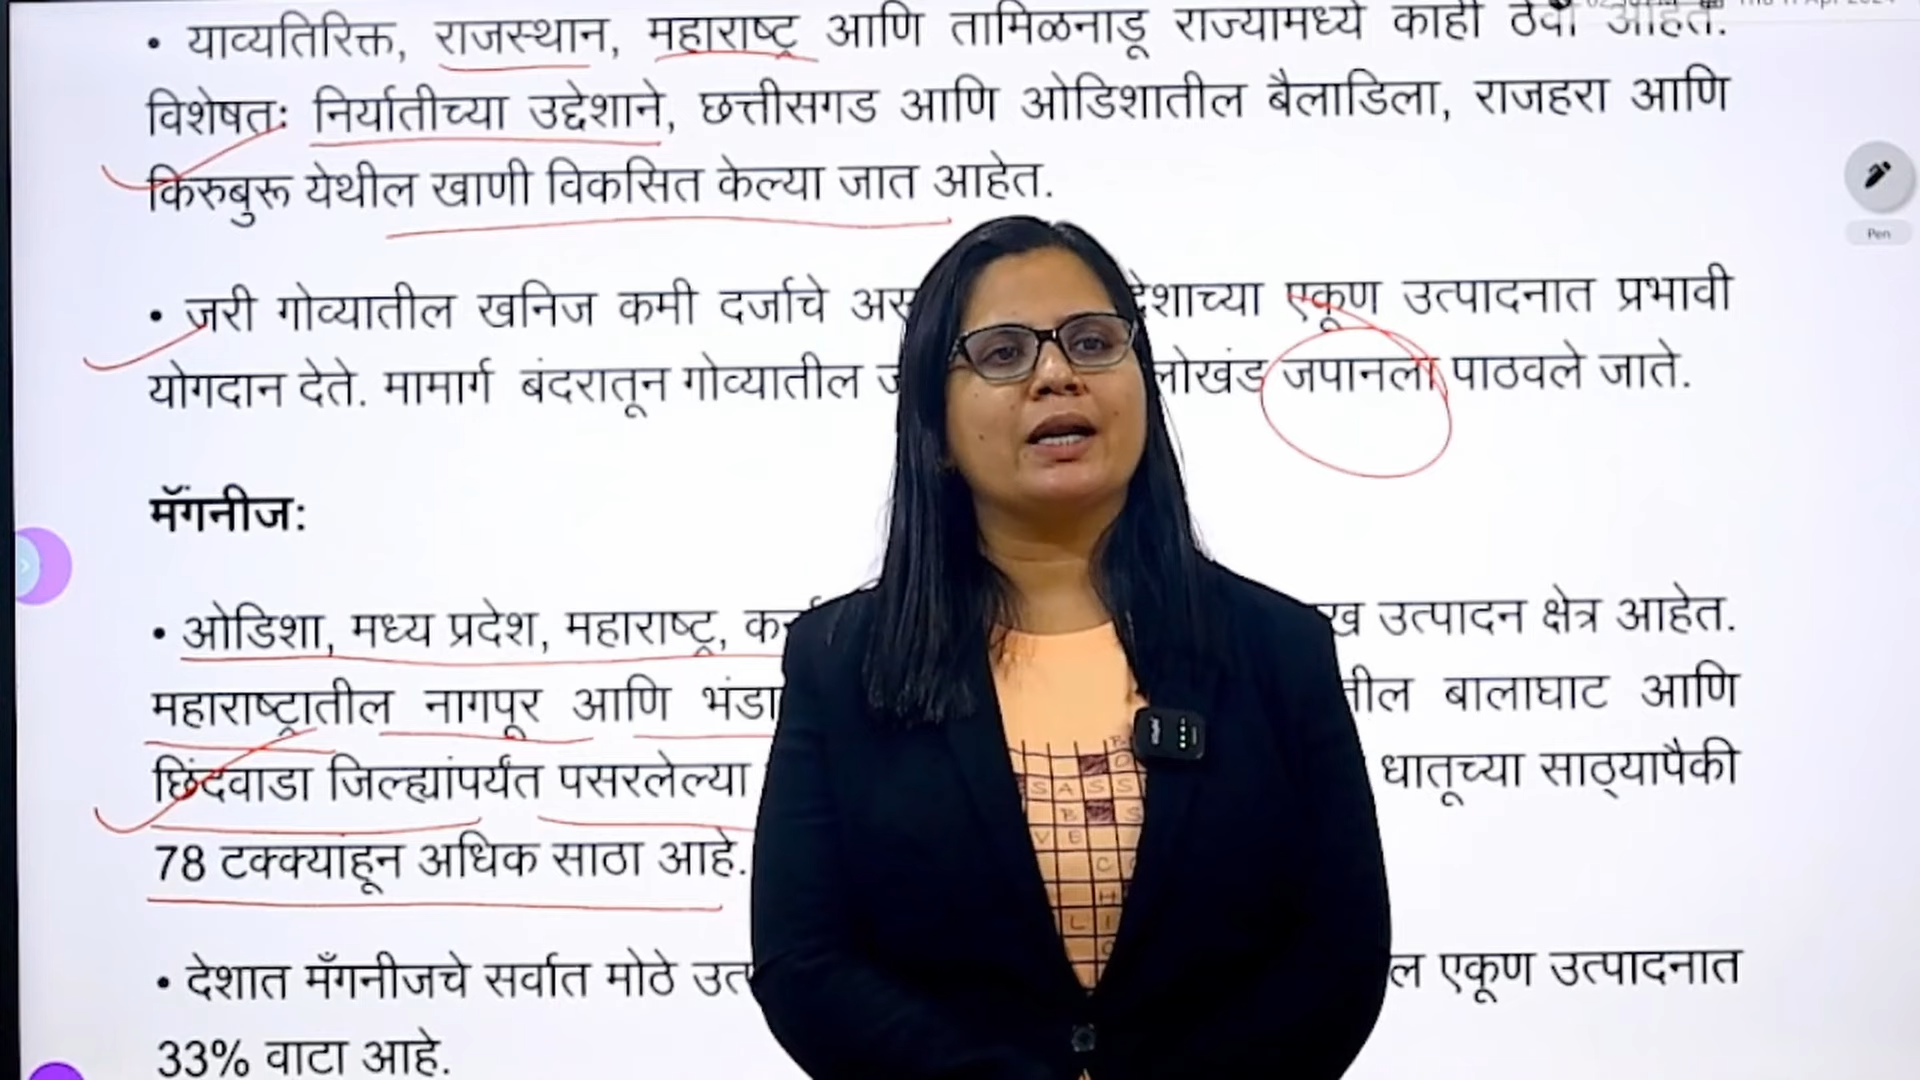 • याव्यतिरिक्त, राजस्थान, महाराष्ट्र आणि तामिळनाडू राज्यामध्ये काही ठेवी आहेत.
विशेषतः निर्यातीच्या उद्देशाने, छत्तीसगड आणि ओडिशातील बैलाडिला, राजहरा आणि
किरुबुरू येथील खाणी विकसित केल्या जात आहेत.
Pen
• जरी गोव्यातील खनिज कमी दर्जाचे देशाच्या एकूण उत्पादनात प्रभावी
योगदान देते. मामार्ग बंदरातून गोव्यातील लोखंड जपानला पाठवले जाते.
मॅंगनीज:
• ओडिशा, मध्य प्रदेश, महाराष्ट्र, उत्पादन क्षेत्र आहेत.
महाराष्ट्रातील नागपूर आणि बालाघाट आणि
छिंदवाडा जिल्ह्यांपर्यंत पसरलेल्या धातूच्या साठ्यापैकी
78 टक्क्याहून अधिक साठा आहे.
• देशात मँगनीजचे सर्वात मोठे एकूण उत्पादनात
33% वाटा आहे.